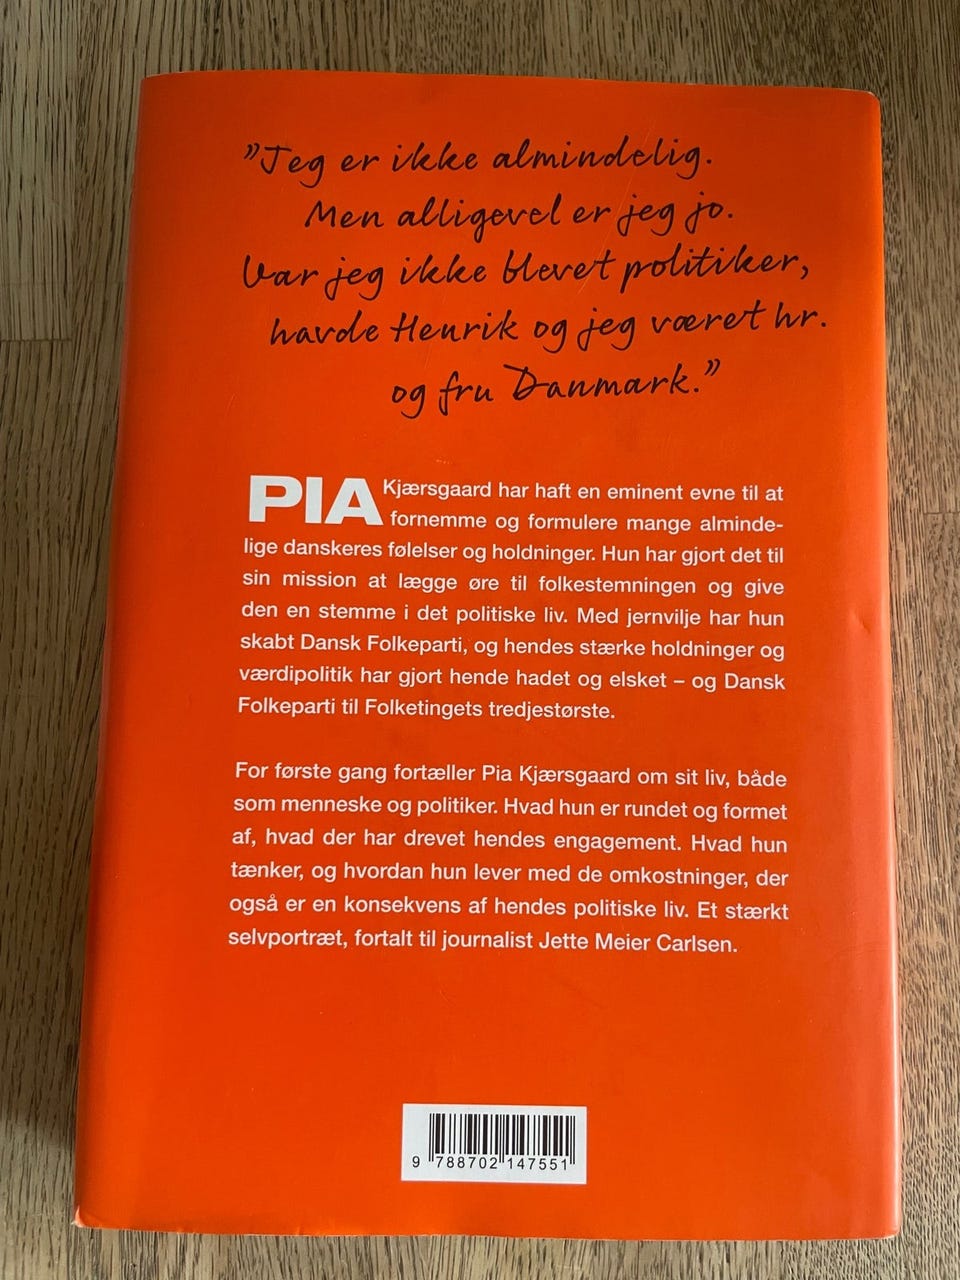 ”Jeg er ikke almindelig.
Men alligevel er jeg jo.
Var jeg ikke blevet politiker,
havde Henrik og jeg været hr.
og fru Danmark.”
PIA Kjærsgaard har haft en eminent evne til at
fornemme og formulere mange alminde-
lige danskeres følelser og holdninger. Hun har gjort det til
sin mission at lægge øre til folkestemningen og give
den en stemme i det politiske liv. Med jernvilje har hun
skabt Dansk Folkeparti, og hendes stærke holdninger og
værdipolitik har gjort hende hadet og elsket – og Dansk
Folkeparti til Folketingets tredjestørste.
For første gang fortæller Pia Kjærsgaard om sit liv, både
som menneske og politiker. Hvad hun er rundet og formet
af, hvad der har drevet hendes engagement. Hvad hun
tænker, og hvordan hun lever med de omkostninger, der
også er en konsekvens af hendes politiske liv. Et stærkt
selvportræt, fortalt til journalist Jette Meier Carlsen.
9 788702 147551